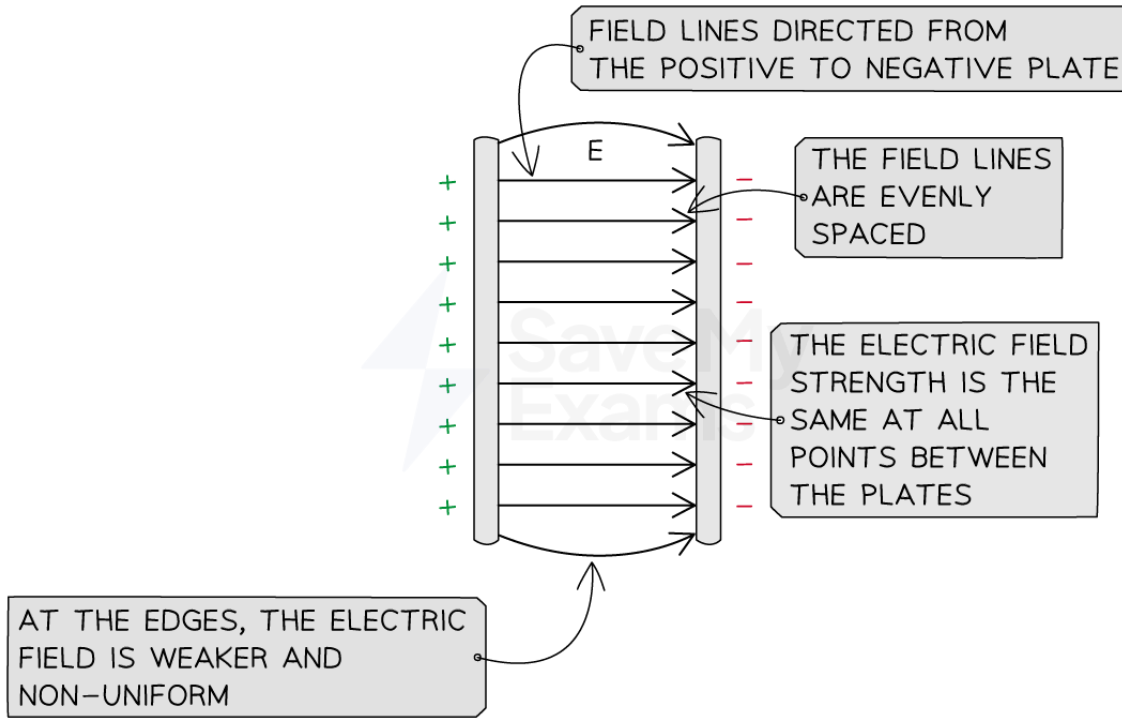 FIELD LINES DIRECTED FROM
THE POSITIVE TO NEGATIVE PLATE
E
THE FIELD LINES
ARE EVENLY
SPACED
+ −
+ −
+ −
+ −
+ −
+ −
+ −
+ −
+ −
SaveMy
Exams
THE ELECTRIC FIELD
STRENGTH IS THE
SAME AT ALL
POINTS BETWEEN
THE PLATES
AT THE EDGES, THE ELECTRIC
FIELD IS WEAKER AND
NON-UNIFORM